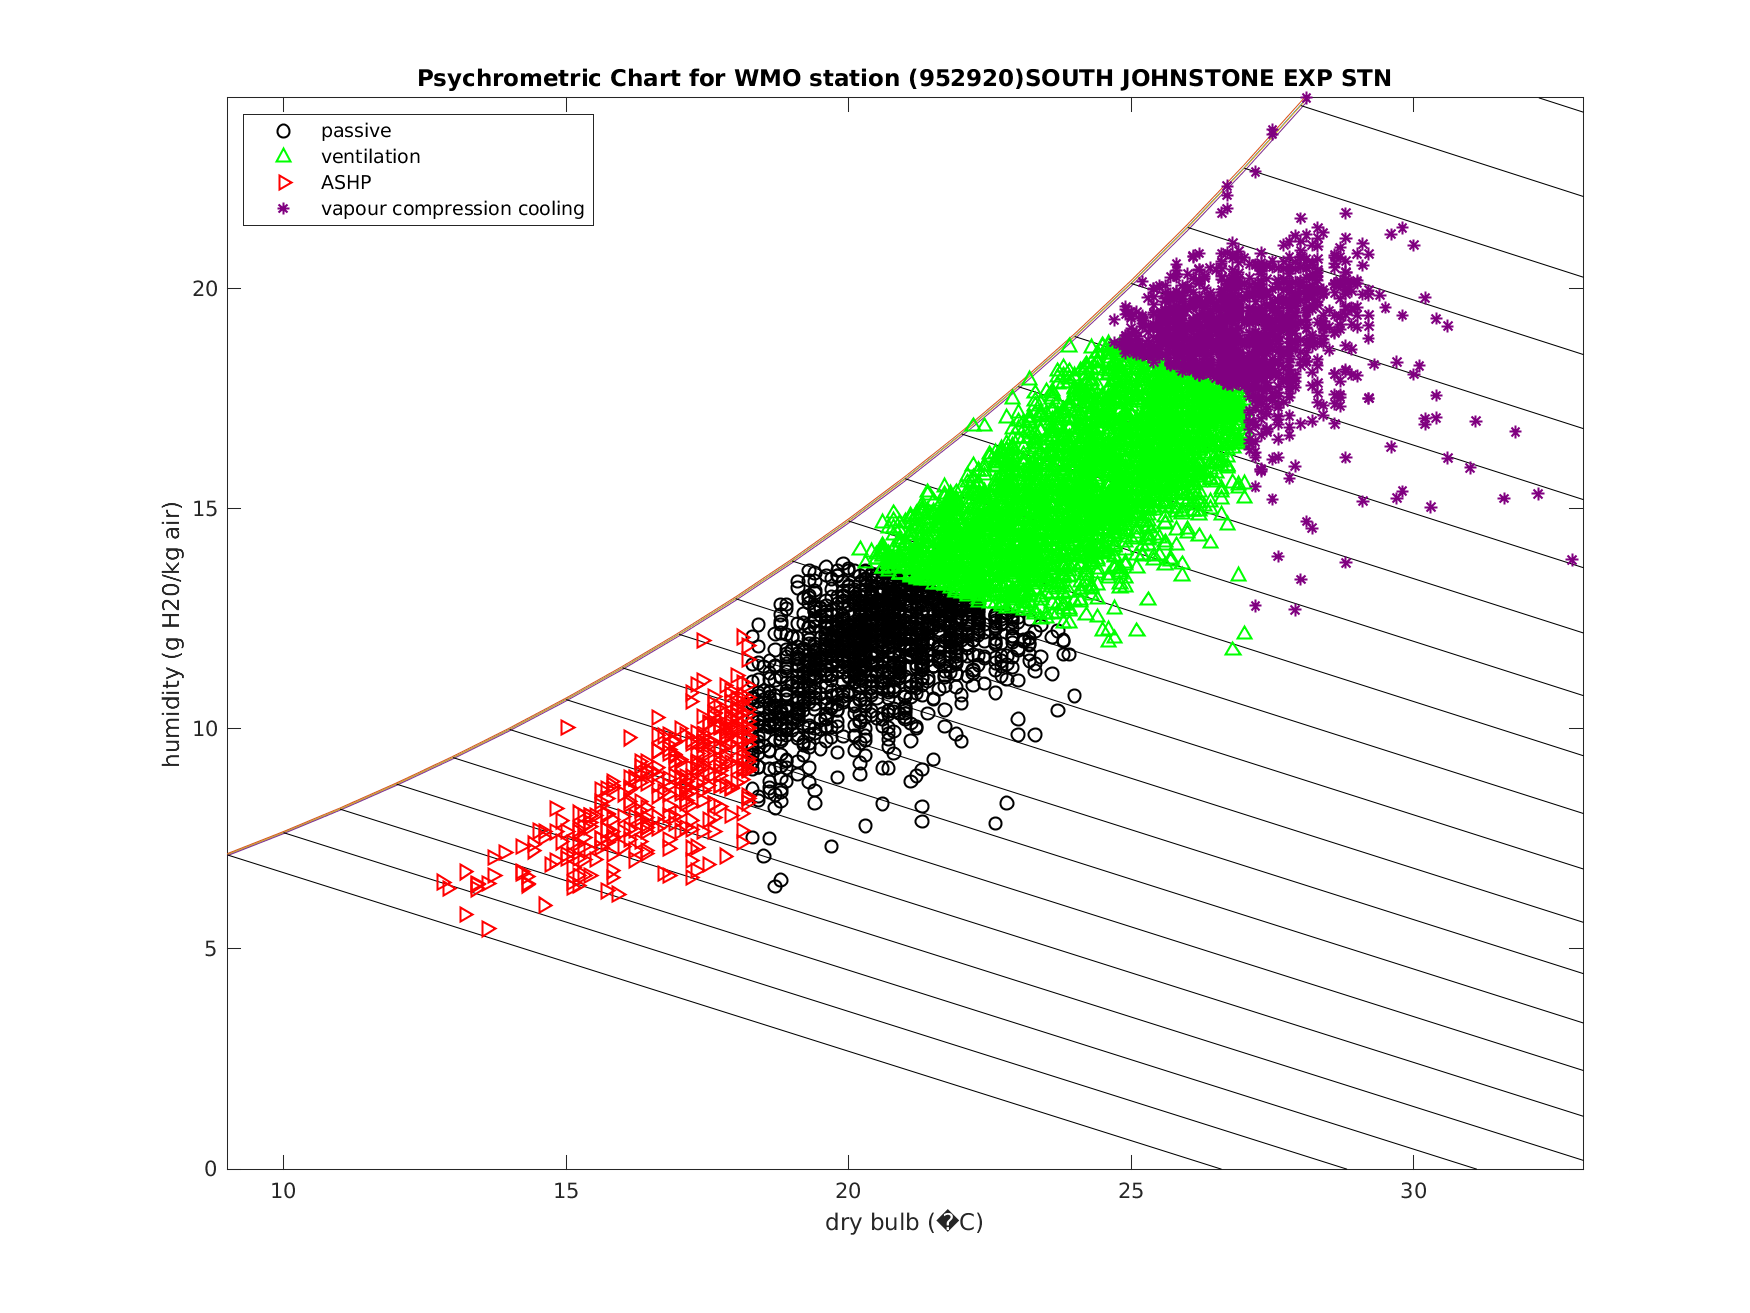 Psychrometric Chart for WMO station (952920)SOUTH JOHNSTONE EXP STN
passive
ventilation
ASHP
vapour compression cooling
humidity (g H20/kg air)
20
15
10
5
0
10
15
20
25
30
dry bulb (�C)